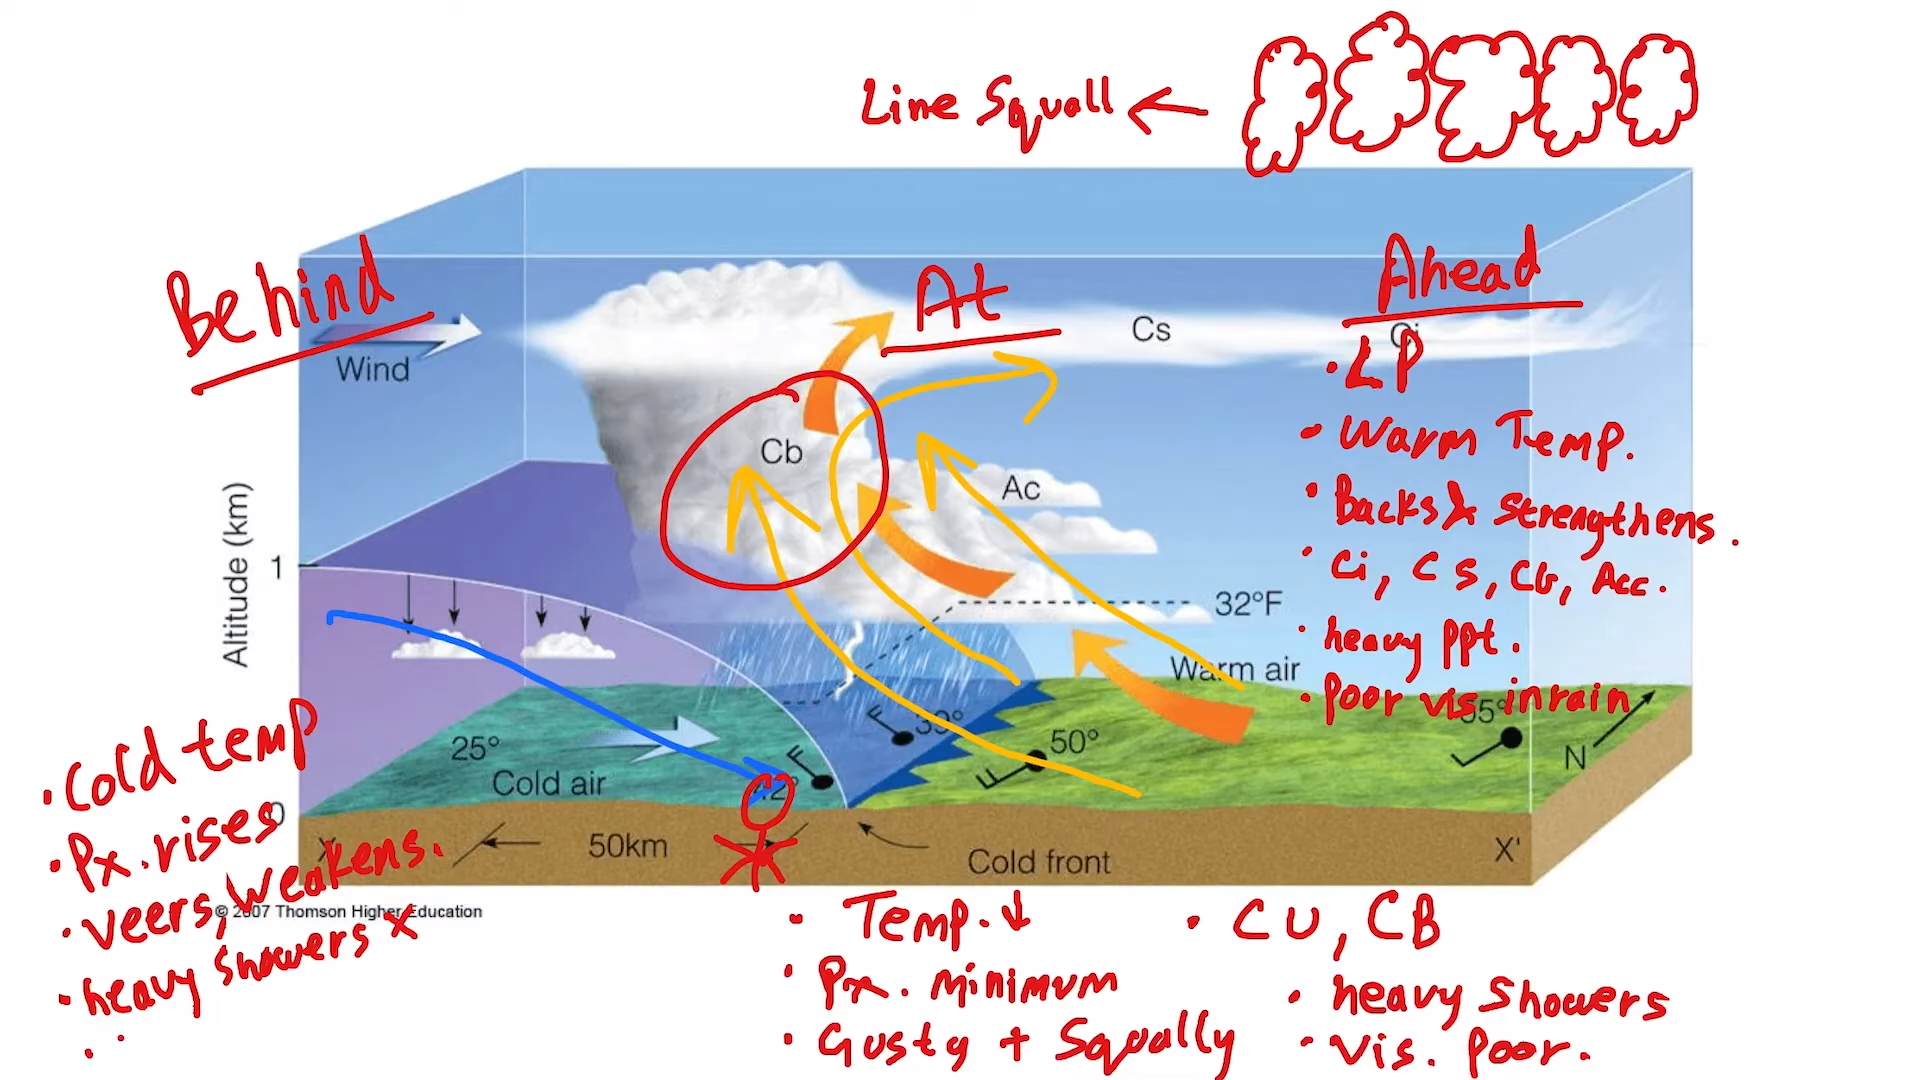 Line Squall ←
Behind
At
Ahead
Wind
Cs
Ci
• LP
• Warm Temp.
Cb
Ac
• Backs & Strengthens.
• Ci, Cs, Cb, Acc.
Altitude (km)
1
32°F
• heavy ppt.
Warm air
• Poor vis. in rain
39°
55°
25°
50°
N
Cold air
42°
0
• Cold temp
• Px. rises
• Veers, Weakens.
• heavy Showers X
X
50km
Cold front
X'
© 2007 Thomson Higher Education
• Temp. ↓
• Px. minimum
• Gusty + Squally
• CU, CB
• heavy Showers
• Vis. Poor.